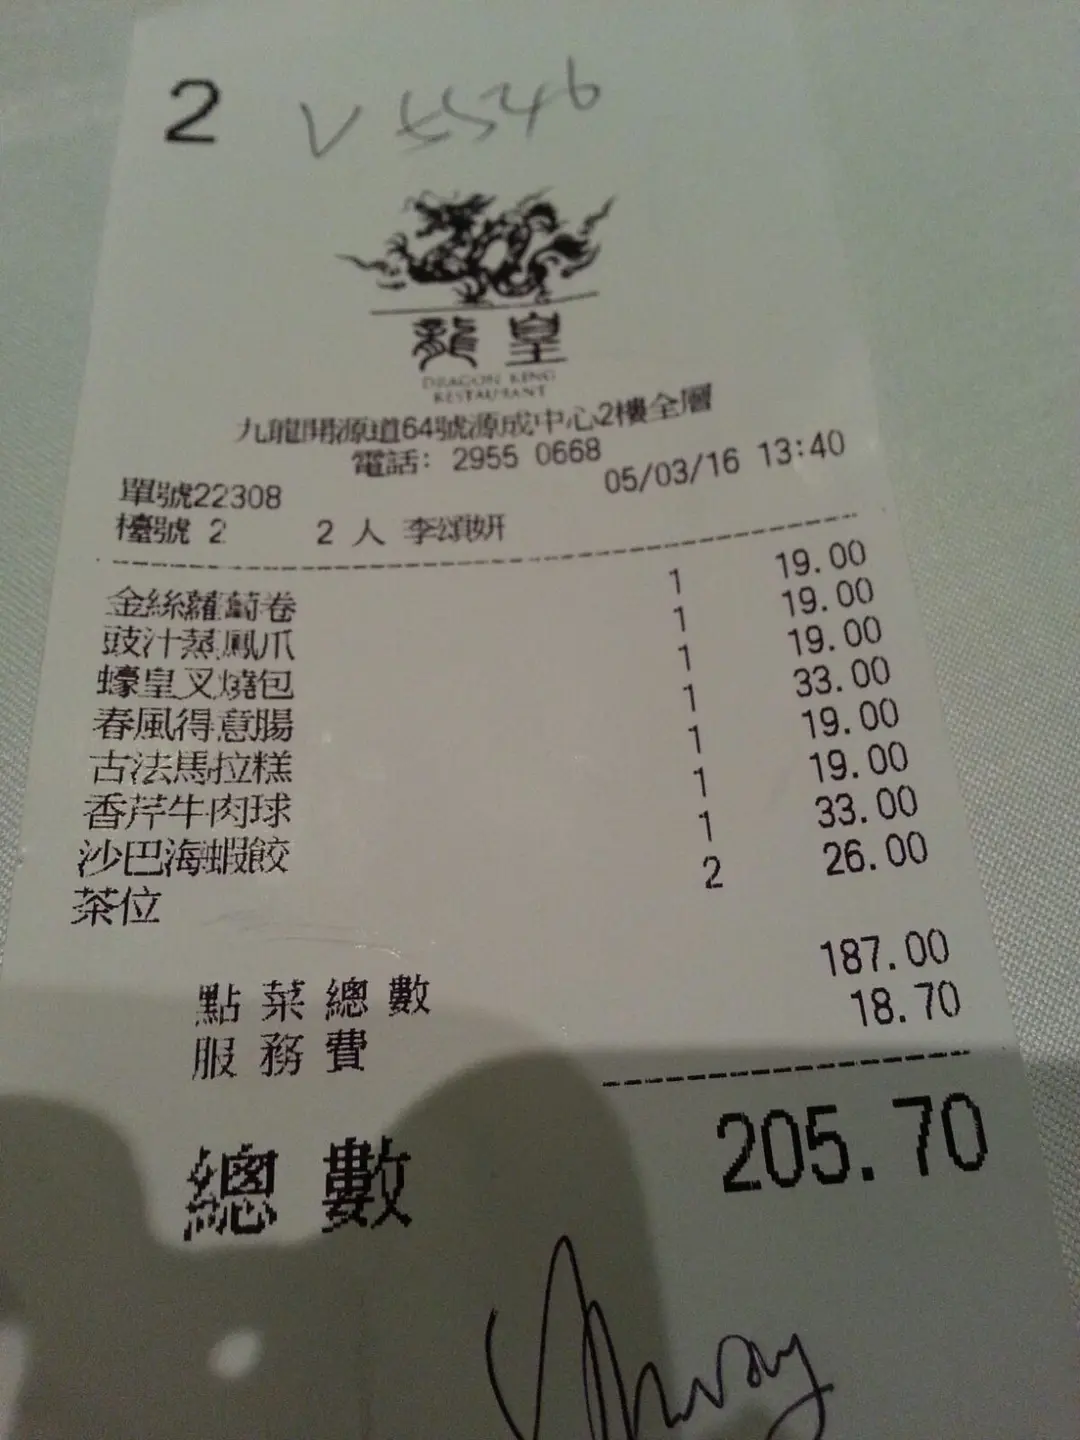 2 V 5546
龍皇
DRAGON KING
RESTAURANT
九龍開源道64號源成中心2樓全層
電話: 2955 0668
單號22308 05/03/16 13:40
檯號 2 2 人 李頌妍
金絲蘿蔔卷 1 19.00
豉汁蒸鳳爪 1 19.00
蠔皇叉燒包 1 19.00
春風得意腸 1 33.00
古法馬拉糕 1 19.00
香芹牛肉球 1 19.00
沙巴海蝦餃 1 33.00
茶位 2 26.00
點菜總數 187.00
服務費 18.70
總數 205.70